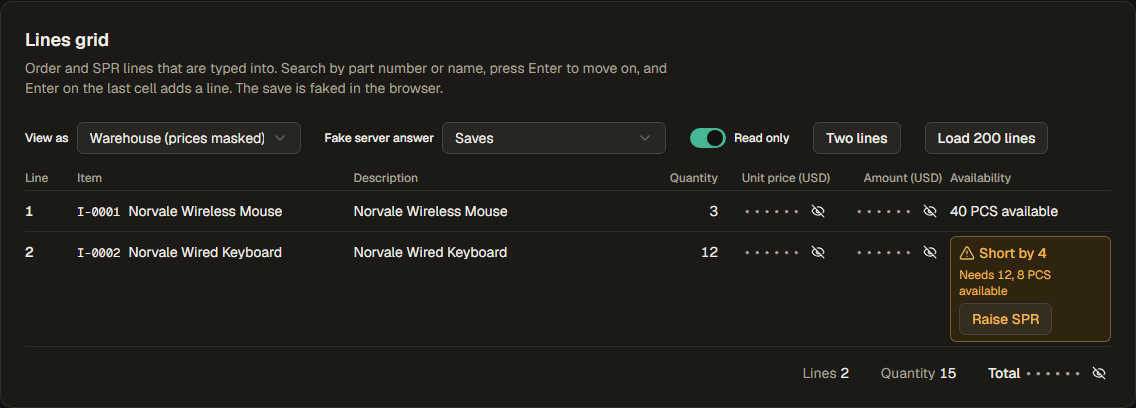 Lines grid
Order and SPR lines that are typed into. Search by part number or name, press Enter to move on, and
Enter on the last cell adds a line. The save is faked in the browser.
View as Warehouse (prices masked) Fake server answer Saves Read only Two lines Load 200 lines
Line Item Description Quantity Unit price (USD) Amount (USD) Availability
1 I-0001 Norvale Wireless Mouse Norvale Wireless Mouse 3 •••••• •••••• 40 PCS available
2 I-0002 Norvale Wired Keyboard Norvale Wired Keyboard 12 •••••• •••••• Short by 4
Needs 12, 8 PCS
available
Raise SPR
Lines 2 Quantity 15 Total ••••••